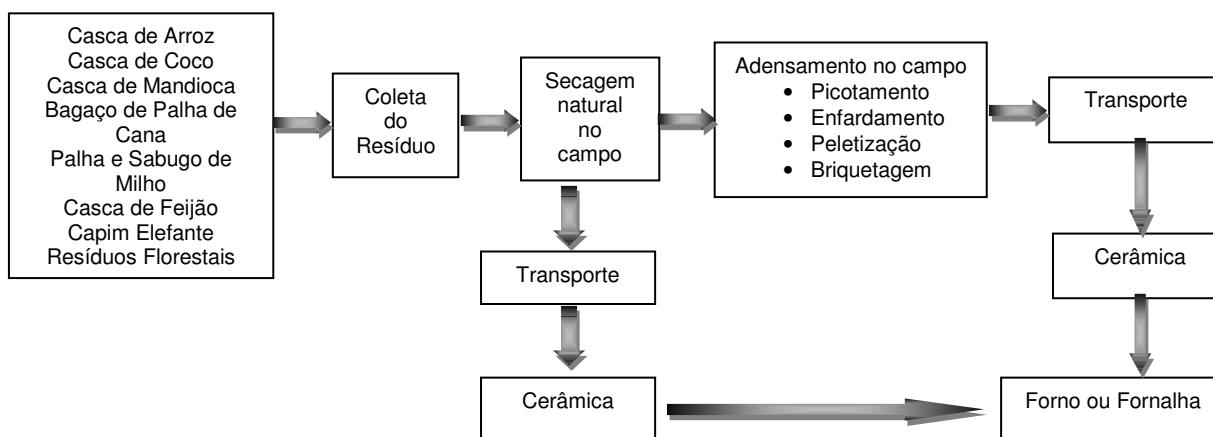 Casca de Arroz
Casca de Coco
Casca de Mandioca
Bagaço de Palha de
Cana
Palha e Sabugo de
Milho
Casca de Feijão
Capim Elefante
Resíduos Florestais
Coleta
do
Resíduo
Secagem
natural
no
campo
Adensamento no campo
• Picotamento
• Enfardamento
• Peletização
• Briquetagem
Transporte
Cerâmica
Transporte
Cerâmica
Forno ou Fornalha